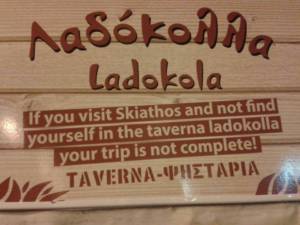 Λαδόκολλα
Ladokola
If you visit Skiathos and not find
yourself in the taverna ladokolla
your trip is not complete!
TAVERNA-ΨΗΣΤΑΡΙΑ